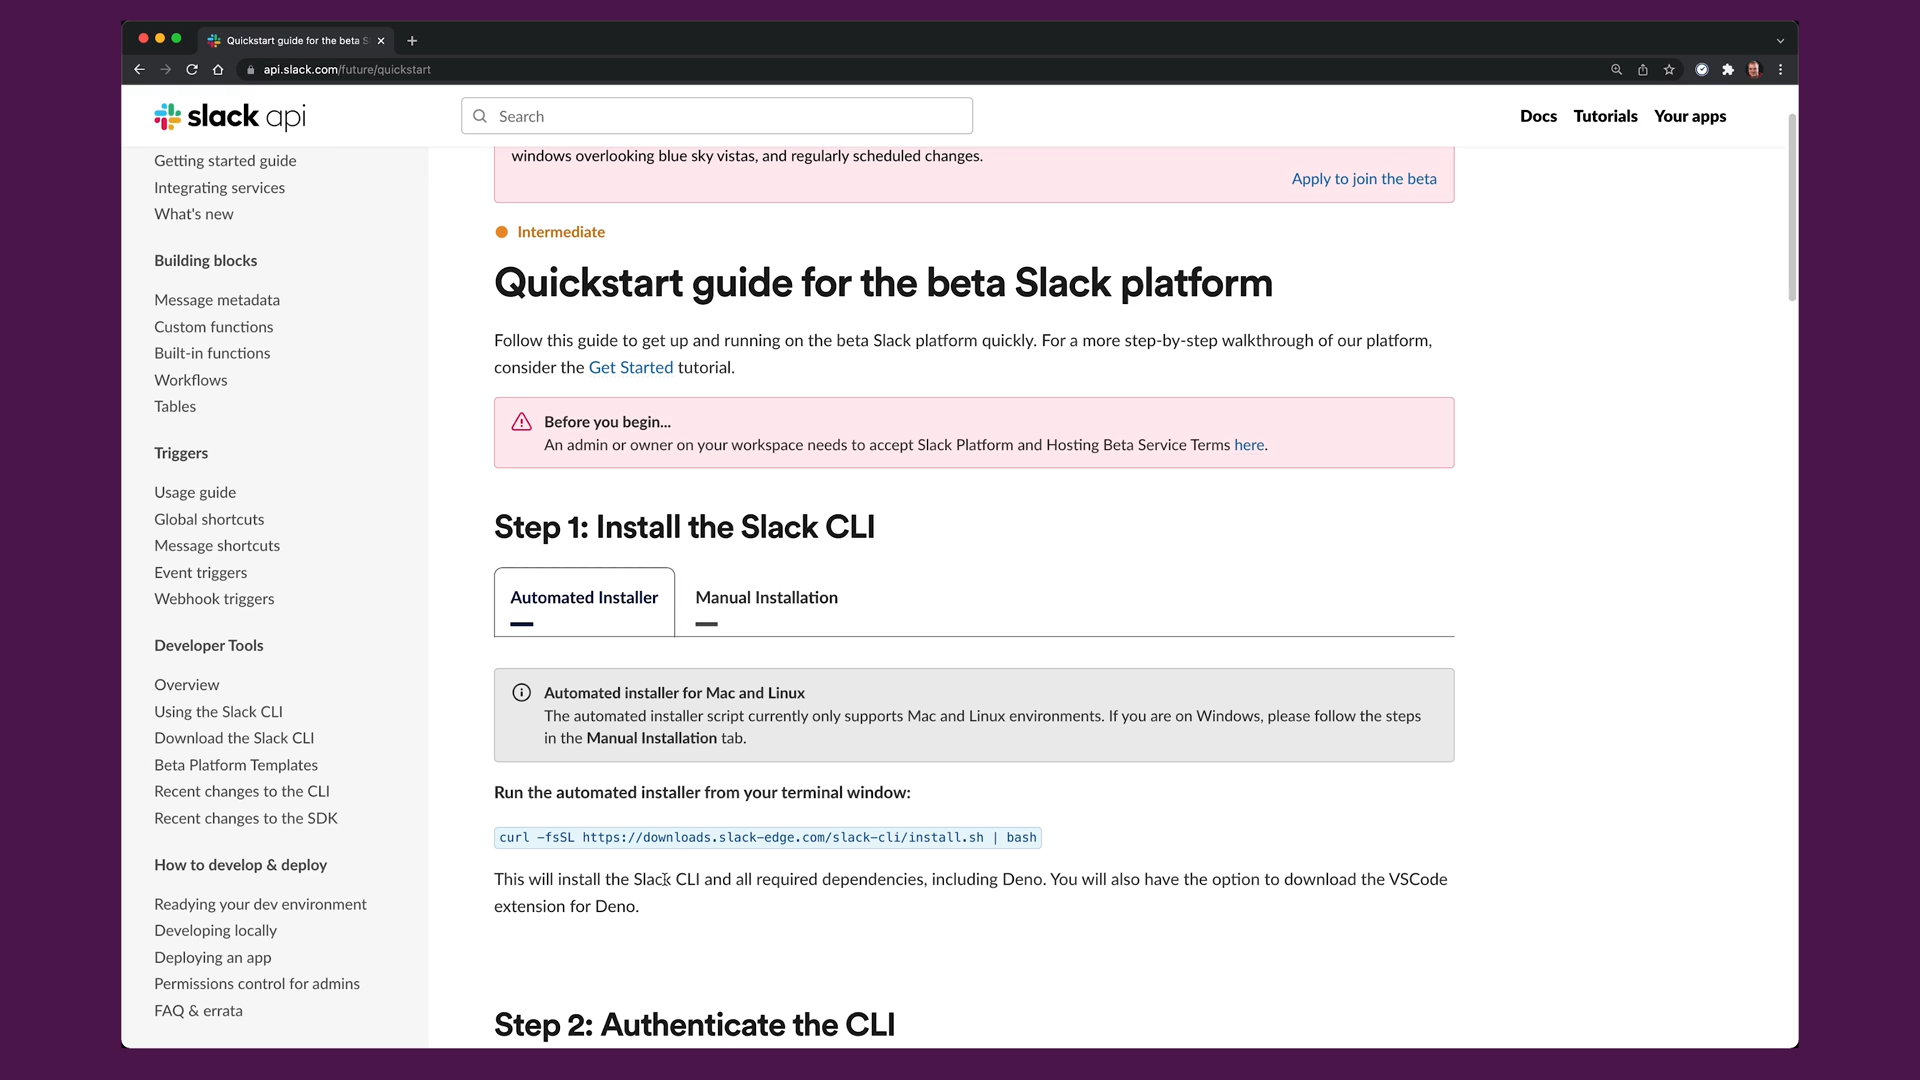 Quickstart guide for the beta S
api.slack.com/future/quickstart
slack api
Search
Docs
Tutorials
Your apps
Getting started guide
Integrating services
What's new
Building blocks
Message metadata
Custom functions
Built-in functions
Workflows
Tables
Triggers
Usage guide
Global shortcuts
Message shortcuts
Event triggers
Webhook triggers
Developer Tools
Overview
Using the Slack CLI
Download the Slack CLI
Beta Platform Templates
Recent changes to the CLI
Recent changes to the SDK
How to develop & deploy
Readying your dev environment
Developing locally
Deploying an app
Permissions control for admins
FAQ & errata
windows overlooking blue sky vistas, and regularly scheduled changes.
Apply to join the beta
Intermediate
Quickstart guide for the beta Slack platform
Follow this guide to get up and running on the beta Slack platform quickly. For a more step-by-step walkthrough of our platform,
consider the Get Started tutorial.
Before you begin...
An admin or owner on your workspace needs to accept Slack Platform and Hosting Beta Service Terms here.
Step 1: Install the Slack CLI
Automated Installer
Manual Installation
Automated installer for Mac and Linux
The automated installer script currently only supports Mac and Linux environments. If you are on Windows, please follow the steps
in the Manual Installation tab.
Run the automated installer from your terminal window:
curl -fsSL https://downloads.slack-edge.com/slack-cli/install.sh | bash
This will install the Slack CLI and all required dependencies, including Deno. You will also have the option to download the VSCode
extension for Deno.
Step 2: Authenticate the CLI